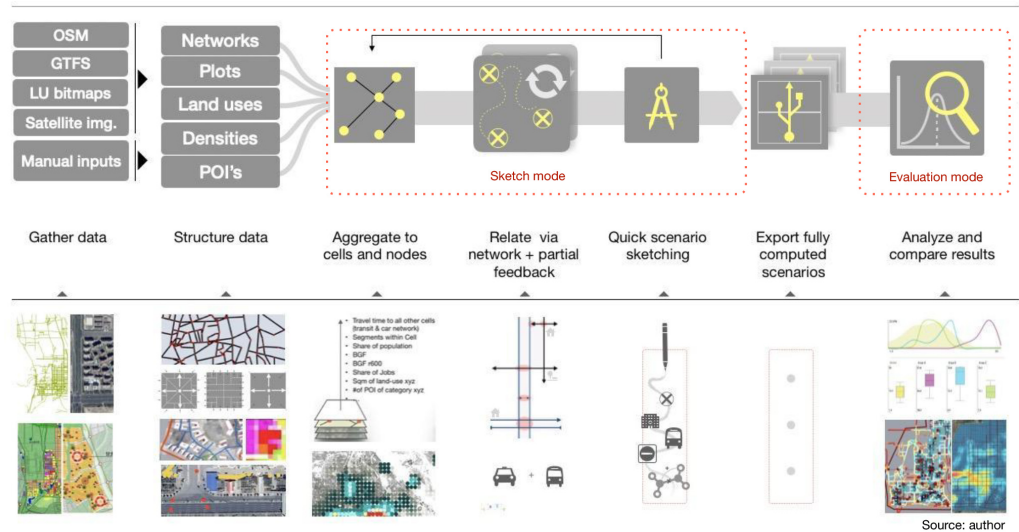 OSM
GTFS
LU bitmaps
Satellite img.
Manual inputs
Networks
Plots
Land uses
Densities
POI's
Sketch mode
Evaluation mode
Gather data
Structure data
Aggregate to
cells and nodes
Relate via
network + partial
feedback
Quick scenario
sketching
Export fully
computed
scenarios
Analyze and
compare results
• Travel time to all other cells
(transit & car network)
• Segments within Cell
• Share of population
• BGF
• BGF r600
• Share of Jobs
• Sqm of land-use xyz
• #of POI of category xyz
+
Source: author